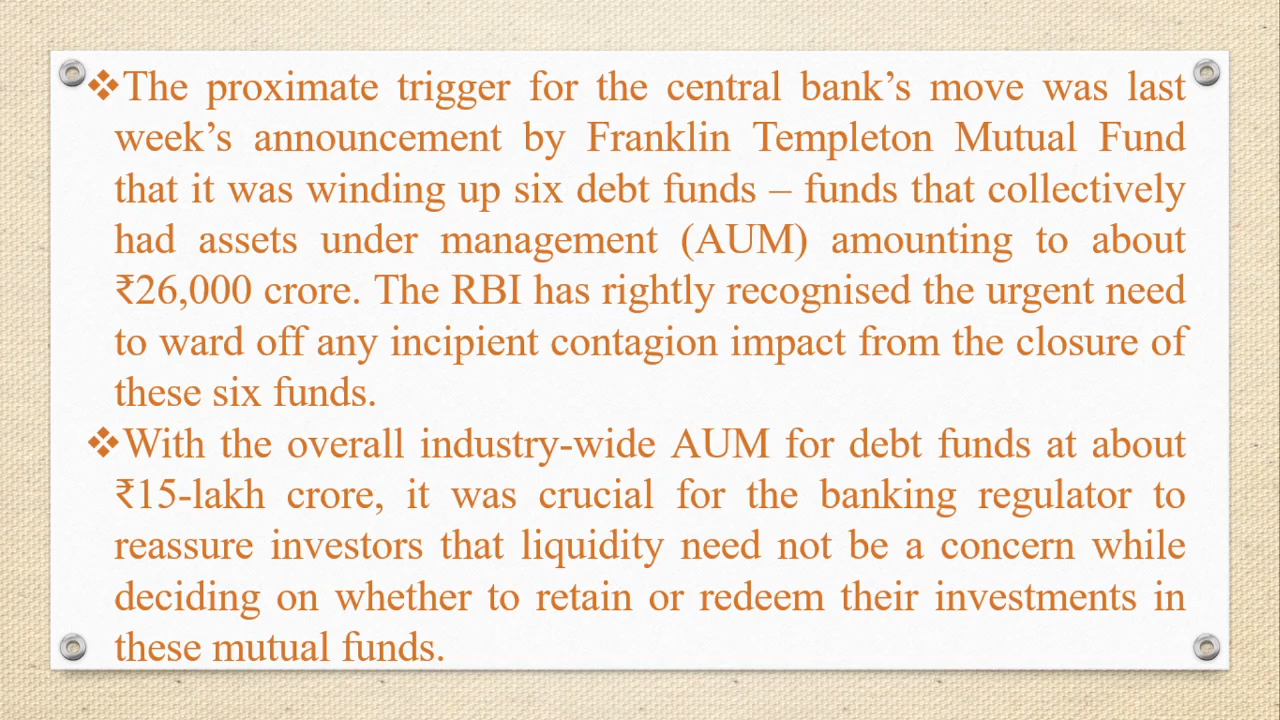 ❖The proximate trigger for the central bank’s move was last
week’s announcement by Franklin Templeton Mutual Fund
that it was winding up six debt funds – funds that collectively
had assets under management (AUM) amounting to about
₹26,000 crore. The RBI has rightly recognised the urgent need
to ward off any incipient contagion impact from the closure of
these six funds.
❖With the overall industry-wide AUM for debt funds at about
₹15-lakh crore, it was crucial for the banking regulator to
reassure investors that liquidity need not be a concern while
deciding on whether to retain or redeem their investments in
these mutual funds.